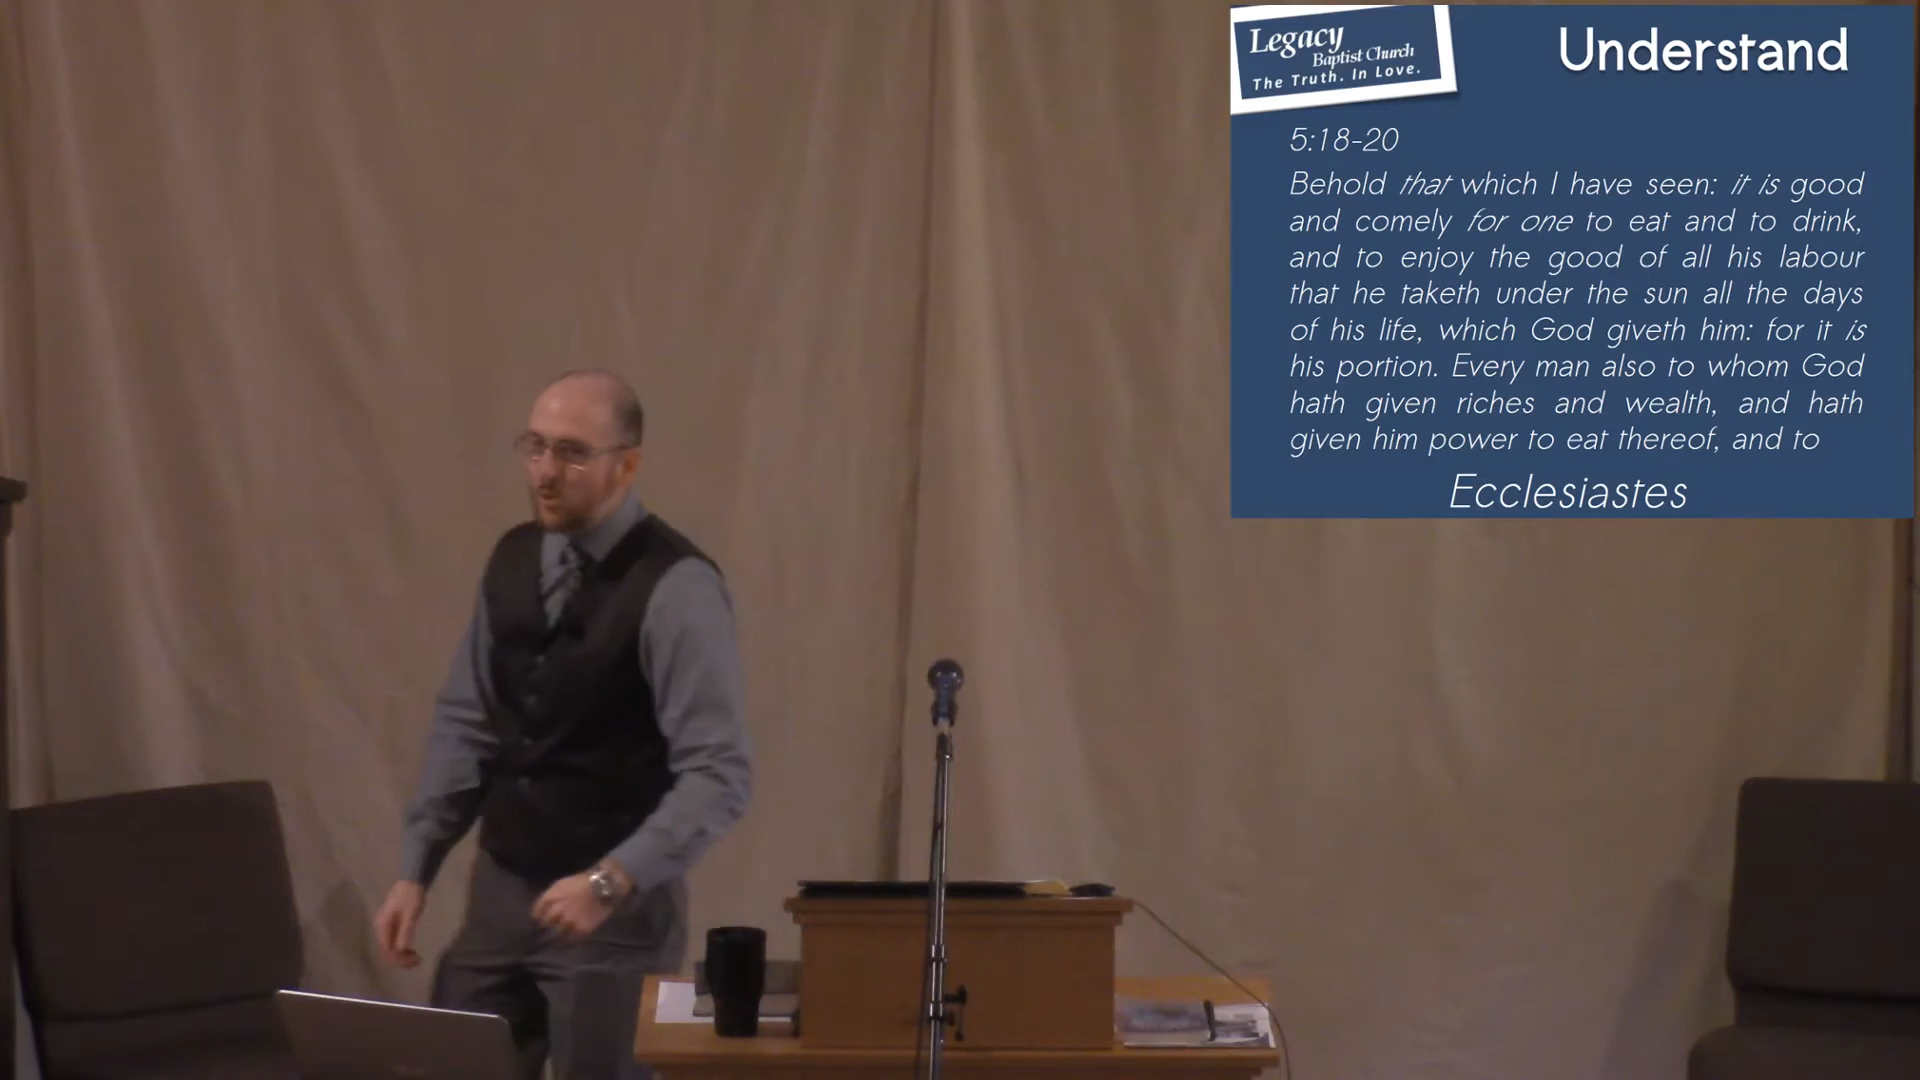 Legacy
Baptist Church
The Truth. In Love.
Understand
5:18-20
Behold that which I have seen: it is good
and comely for one to eat and to drink,
and to enjoy the good of all his labour
that he taketh under the sun all the days
of his life, which God giveth him: for it is
his portion. Every man also to whom God
hath given riches and wealth, and hath
given him power to eat thereof, and to
Ecclesiastes